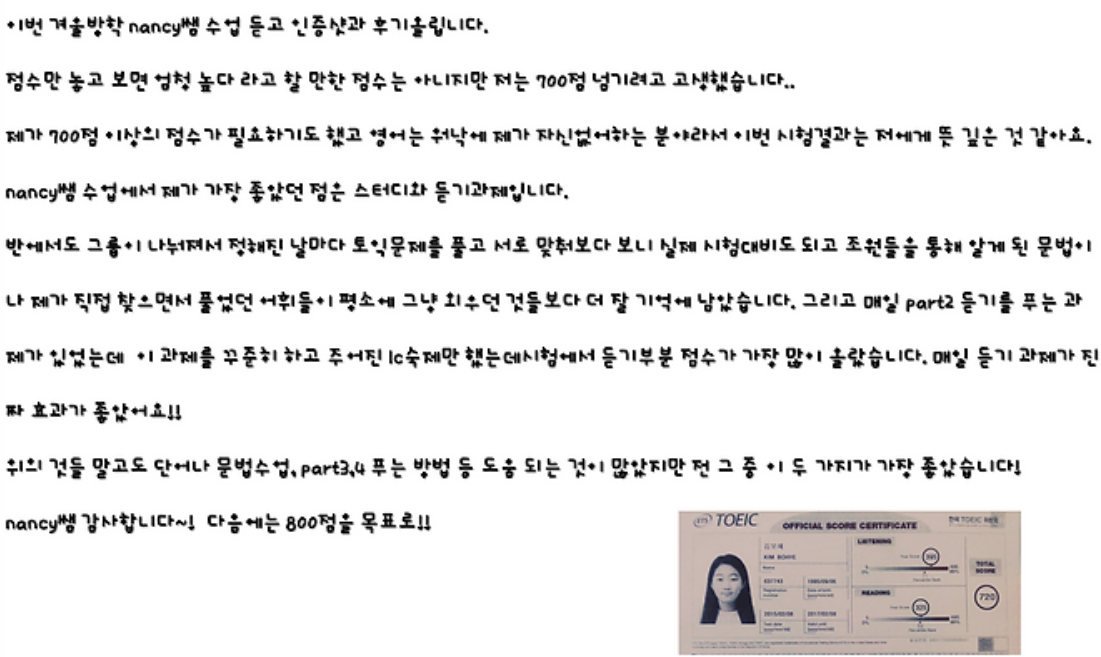 이번 겨울방학 nancy쌤 수업 듣고 인증샷과 후기올립니다.
점수만 놓고 보면 엄청 높다 라고 할 만한 점수는 아니지만 저는 700점 넘기려고 고생했습니다..
제가 700점 이상의 점수가 필요하기도 했고 영어는 워낙에 제가 자신없어하는 분야라서 이번 시험결과는 저에게 뜻 깊은 것 같아요.
nancy쌤 수업에서 제가 가장 좋았던 점은 스터디와 듣기과제입니다.
반에서도 그룹이 나눠져서 정해진 날마다 토익문제를 풀고 서로 맞춰보다 보니 실제 시험대비도 되고 조원들을 통해 알게 된 문법이
나 제가 직접 찾으면서 풀었던 어휘들이 평소에 그냥 외우던 것들보다 더 잘 기억에 남았습니다. 그리고 매일 part2 듣기를 푸는 과
제가 있었는데 이 과제를 꾸준히 하고 주어진 lc숙제만 했는데시험에서 듣기부분 점수가 가장 많이 올랐습니다. 매일 듣기 과제가 진
짜 효과가 좋았어요!!
위의 것들 말고도 단어나 문법수업, part3,4 푸는 방법 등 도움 되는 것이 많았지만 전 그 중 이 두 가지가 가장 좋았습니다!
nancy쌤 감사합니다~! 다음에는 800점을 목표로!!
ETS TOEIC
OFFICIAL SCORE CERTIFICATE
LISTENING
395
READING
325
TOTAL
SCORE
720